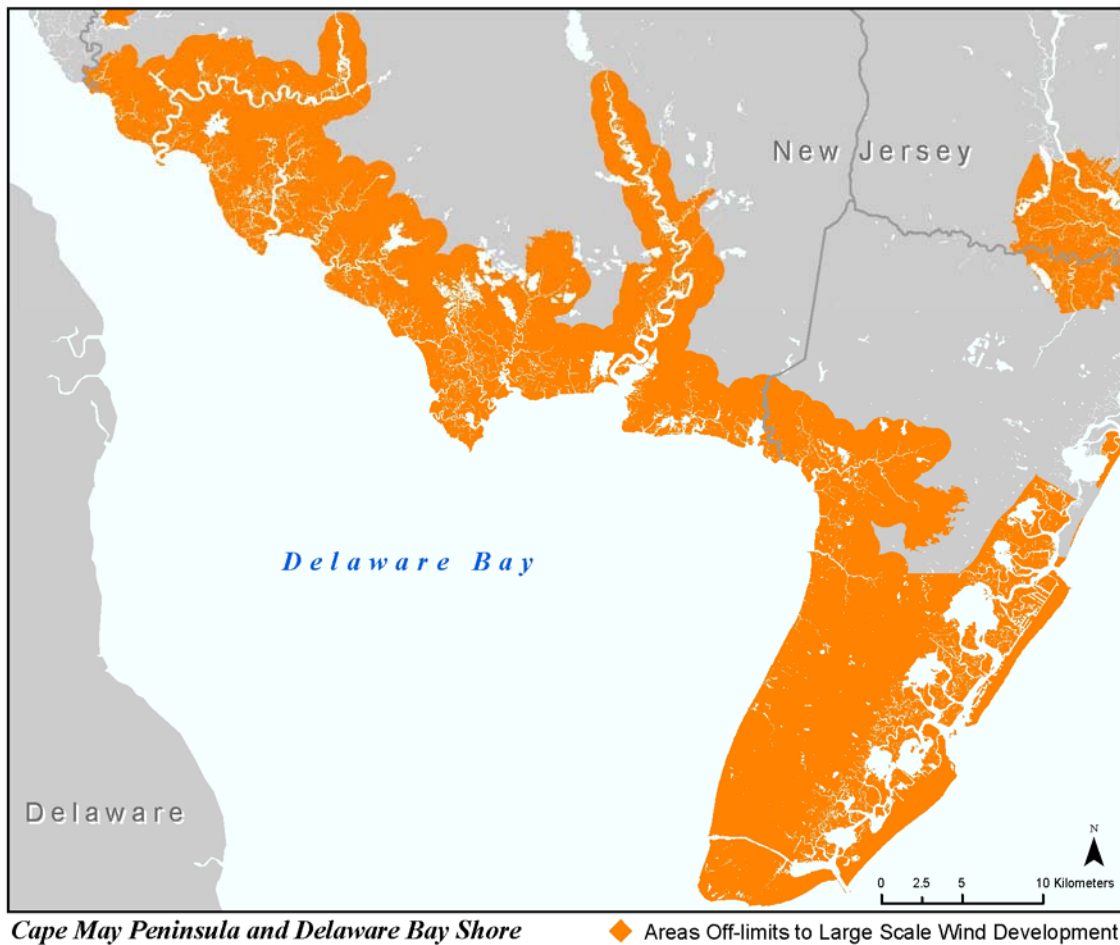 New Jersey
Delaware Bay
Delaware
N
0 2.5 5 10 Kilometers
Cape May Peninsula and Delaware Bay Shore
Areas Off-limits to Large Scale Wind Development